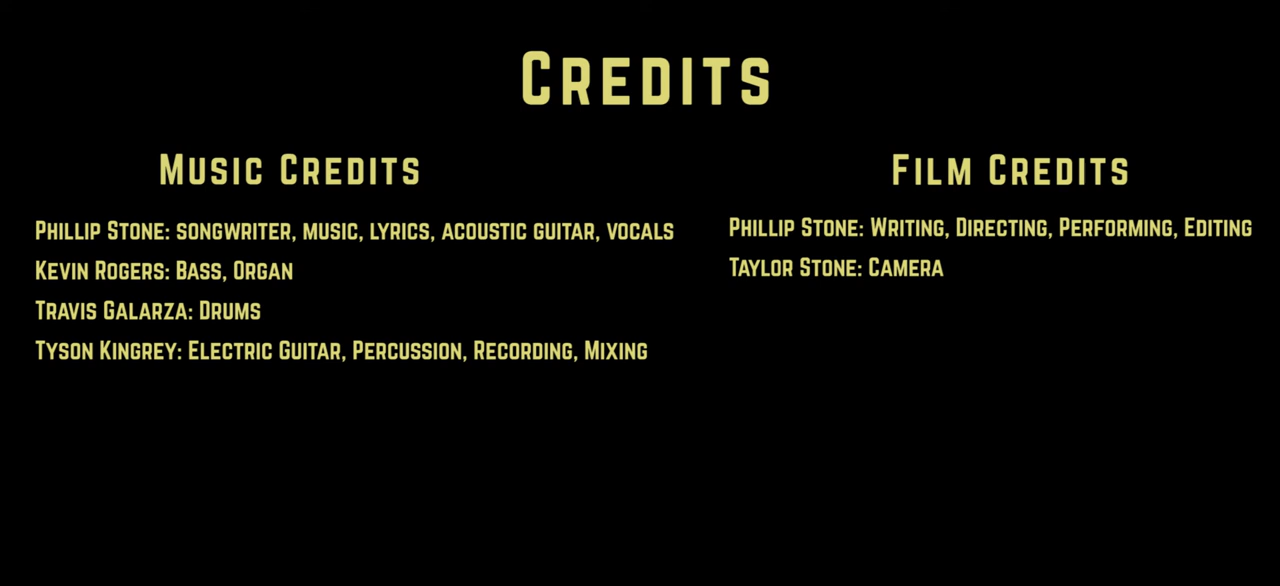 Credits
Music Credits
Phillip Stone: songwriter, music, lyrics, acoustic guitar, vocals
Kevin Rogers: Bass, Organ
Travis Galarza: Drums
Tyson Kingrey: Electric Guitar, Percussion, Recording, Mixing
Film Credits
Phillip Stone: Writing, Directing, Performing, Editing
Taylor Stone: Camera